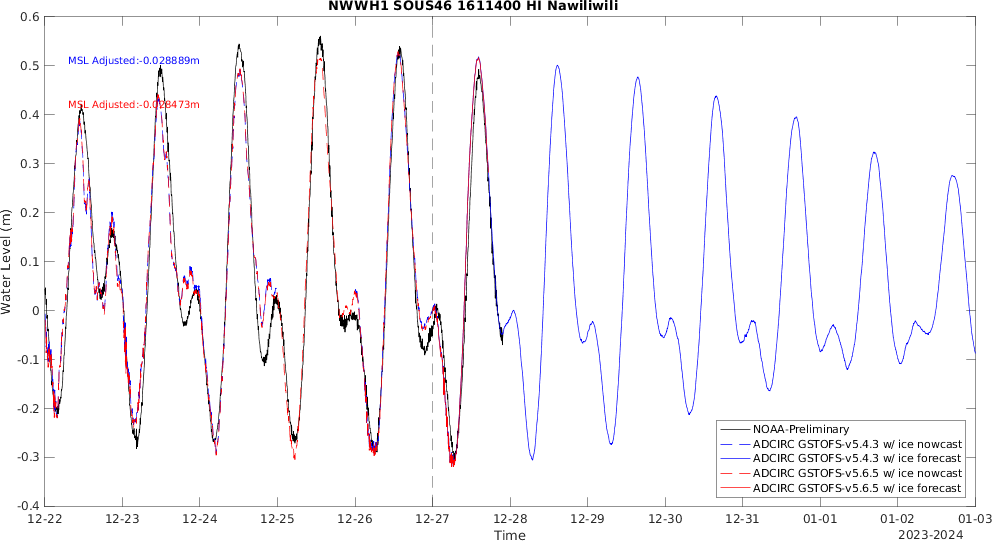 NWWH1 SOUS46 1611400 HI Nawiliwili
0.6
0.5
0.4
0.3
0.2
0.1
0
-0.1
-0.2
-0.3
-0.4
Water Level (m)
MSL Adjusted:-0.028889m
MSL Adjusted:-0.028473m
NOAA-Preliminary
ADCIRC GSTOFS-v5.4.3 w/ ice nowcast
ADCIRC GSTOFS-v5.4.3 w/ ice forecast
ADCIRC GSTOFS-v5.6.5 w/ ice nowcast
ADCIRC GSTOFS-v5.6.5 w/ ice forecast
12-22 12-23 12-24 12-25 12-26 12-27 12-28 12-29 12-30 12-31 01-01 01-02 01-03
2023-2024
Time